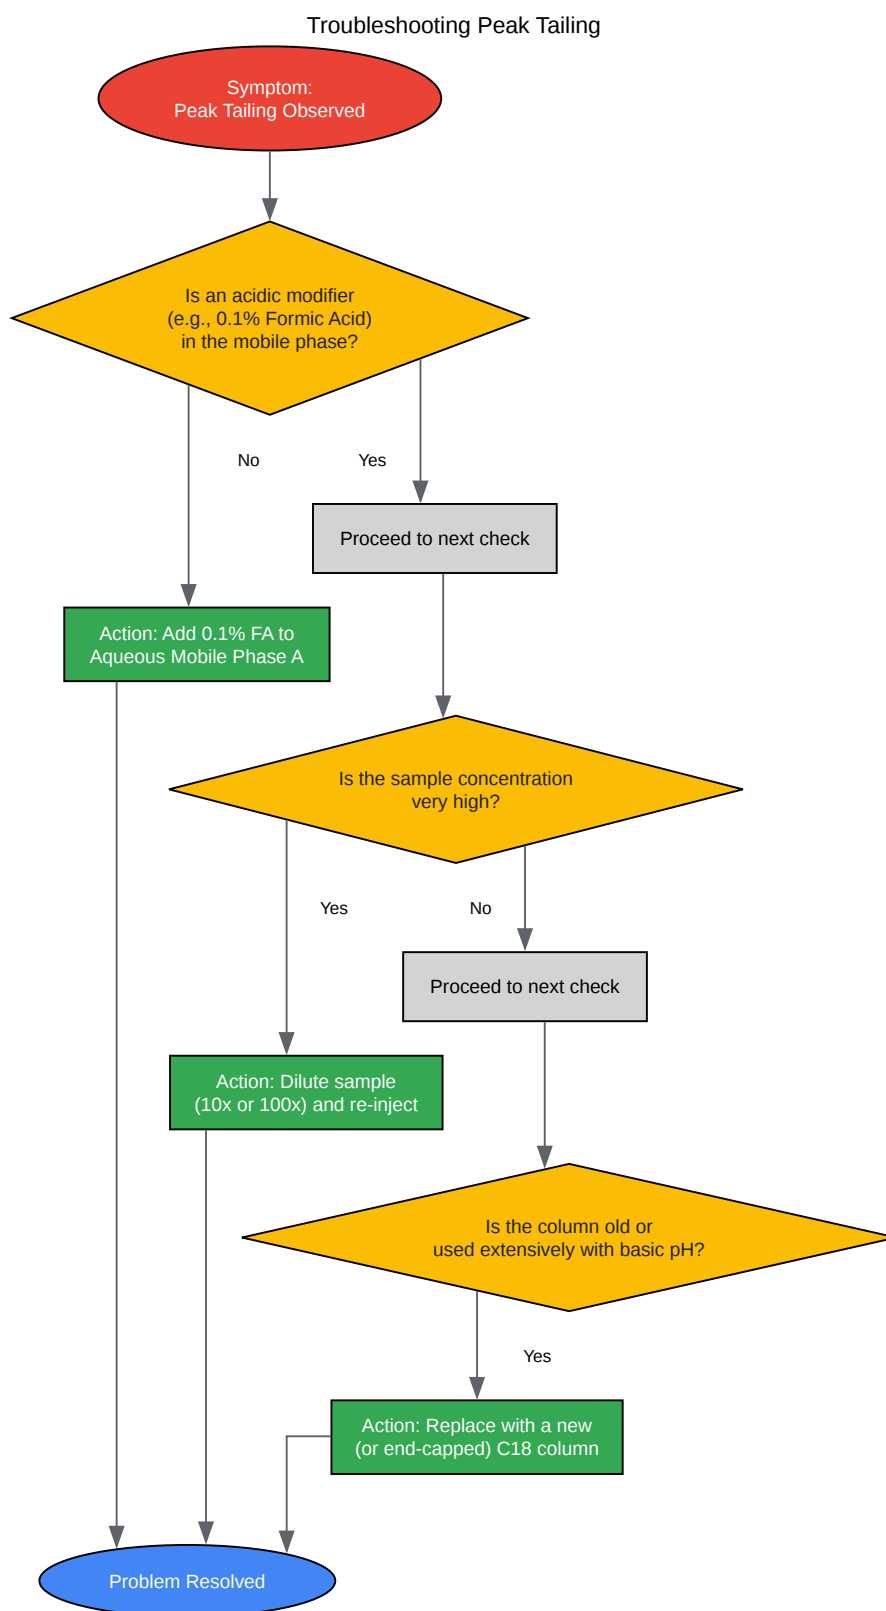 Troubleshooting Peak Tailing
Symptom:
Peak Tailing Observed
Is an acidic modifier
(e.g., 0.1% Formic Acid)
in the mobile phase?
No
Yes
Proceed to next check
Action: Add 0.1% FA to
Aqueous Mobile Phase A
Is the sample concentration
very high?
Yes
No
Proceed to next check
Action: Dilute sample
(10x or 100x) and re-inject
Is the column old or
used extensively with basic pH?
Yes
Action: Replace with a new
(or end-capped) C18 column
Problem Resolved